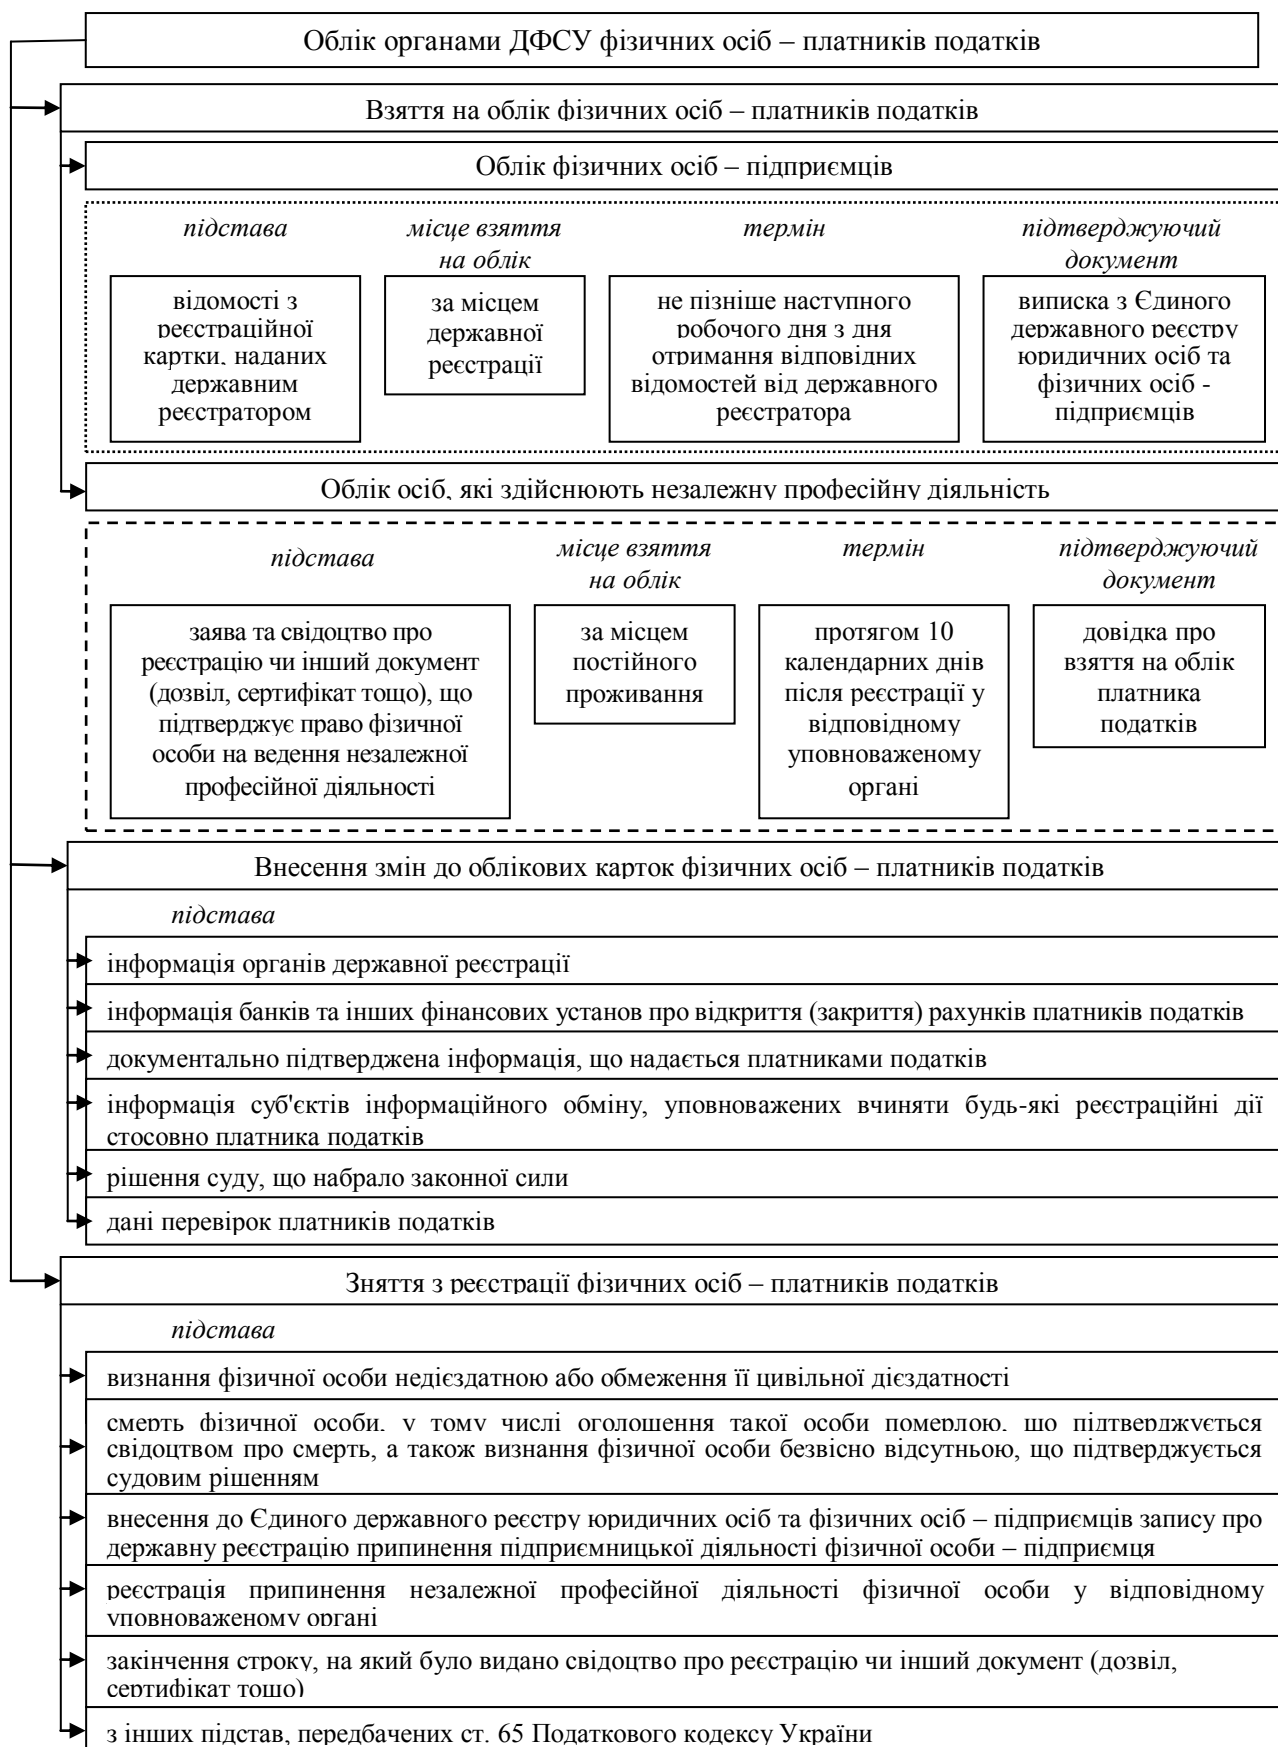 Облік органами ДФСУ фізичних осіб – платників податків
Взяття на облік фізичних осіб – платників податків
Облік фізичних осіб – підприємців
підстава
місце взяття
на облік
термін
підтверджуючий
документ
відомості з
реєстраційної
картки, наданих
державним
реєстратором
за місцем
державної
реєстрації
не пізніше наступного
робочого дня з дня
отримання відповідних
відомостей від державного
реєстратора
виписка з Єдиного
державного реєстру
юридичних осіб та
фізичних осіб -
підприємців
Облік осіб, які здійснюють незалежну професійну діяльність
підстава
місце взяття
на облік
термін
підтверджуючий
документ
заява та свідоцтво про
реєстрацію чи інший документ
(дозвіл, сертифікат тощо), що
підтверджує право фізичної
особи на ведення незалежної
професійної діяльності
за місцем
постійного
проживання
протягом 10
календарних днів
після реєстрації у
відповідному
уповноваженому
органі
довідка про
взяття на облік
платника
податків
Внесення змін до облікових карток фізичних осіб – платників податків
підстава
інформація органів державної реєстрації
інформація банків та інших фінансових установ про відкриття (закриття) рахунків платників податків
документально підтверджена інформація, що надається платниками податків
інформація суб'єктів інформаційного обміну, уповноважених вчиняти будь-які реєстраційні дії
стосовно платника податків
рішення суду, що набрало законної сили
дані перевірок платників податків
Зняття з реєстрації фізичних осіб – платників податків
підстава
визнання фізичної особи недієздатною або обмеження її цивільної дієздатності
смерть фізичної особи, у тому числі оголошення такої особи померлою, що підтверджується
свідоцтвом про смерть, а також визнання фізичної особи безвісно відсутньою, що підтверджується
судовим рішенням
внесення до Єдиного державного реєстру юридичних осіб та фізичних осіб – підприємців запису про
державну реєстрацію припинення підприємницької діяльності фізичної особи – підприємця
реєстрація припинення незалежної професійної діяльності фізичної особи у відповідному
уповноваженому органі
закінчення строку, на який було видано свідоцтво про реєстрацію чи інший документ (дозвіл,
сертифікат тощо)
з інших підстав, передбачених ст. 65 Податкового кодексу України